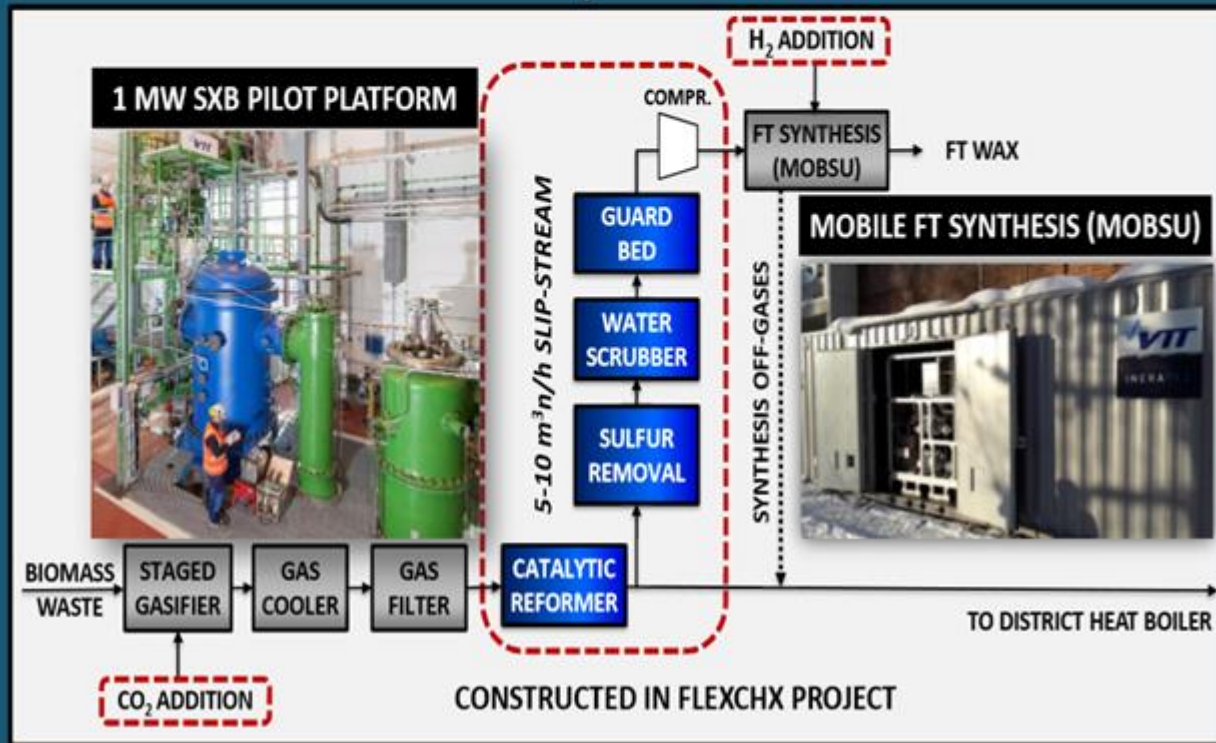 H₂ ADDITION
1 MW SXB PILOT PLATFORM
VTT
COMPR.
FT SYNTHESIS
(MOBSU)
FT WAX
5-10 m³n/h SLIP-STREAM
GUARD
BED
WATER
SCRUBBER
SULFUR
REMOVAL
SYNTHESIS OFF-GASES
MOBILE FT SYNTHESIS (MOBSU)
VTT
INERATEC
BIOMASS
WASTE
STAGED
GASIFIER
GAS
COOLER
GAS
FILTER
CATALYTIC
REFORMER
TO DISTRICT HEAT BOILER
CO₂ ADDITION
CONSTRUCTED IN FLEXCHX PROJECT